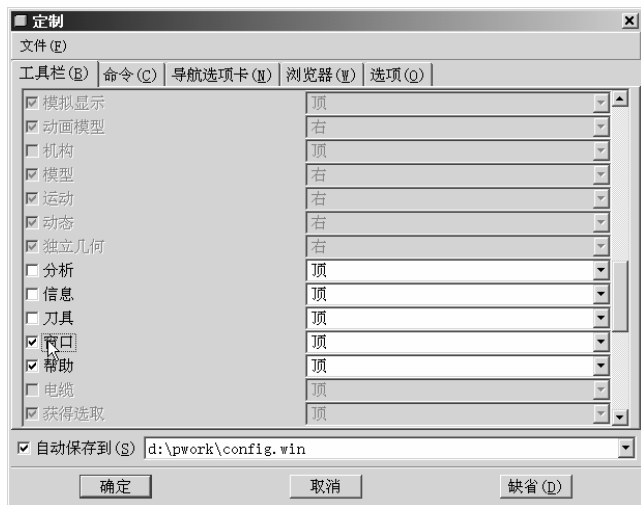 定制
文件(F)
工具栏(B) 命令(C) 导航选项卡(N) 浏览器(W) 选项(O)
模拟显示 顶
动画模型 右
机构 顶
模型 右
运动 右
动态 右
独立几何 右
分析 顶
信息 顶
刀具 顶
窗口 顶
帮助 顶
电缆 顶
获得选取 顶
自动保存到(S) d:\pwork\config.win
确定 取消 缺省(D)